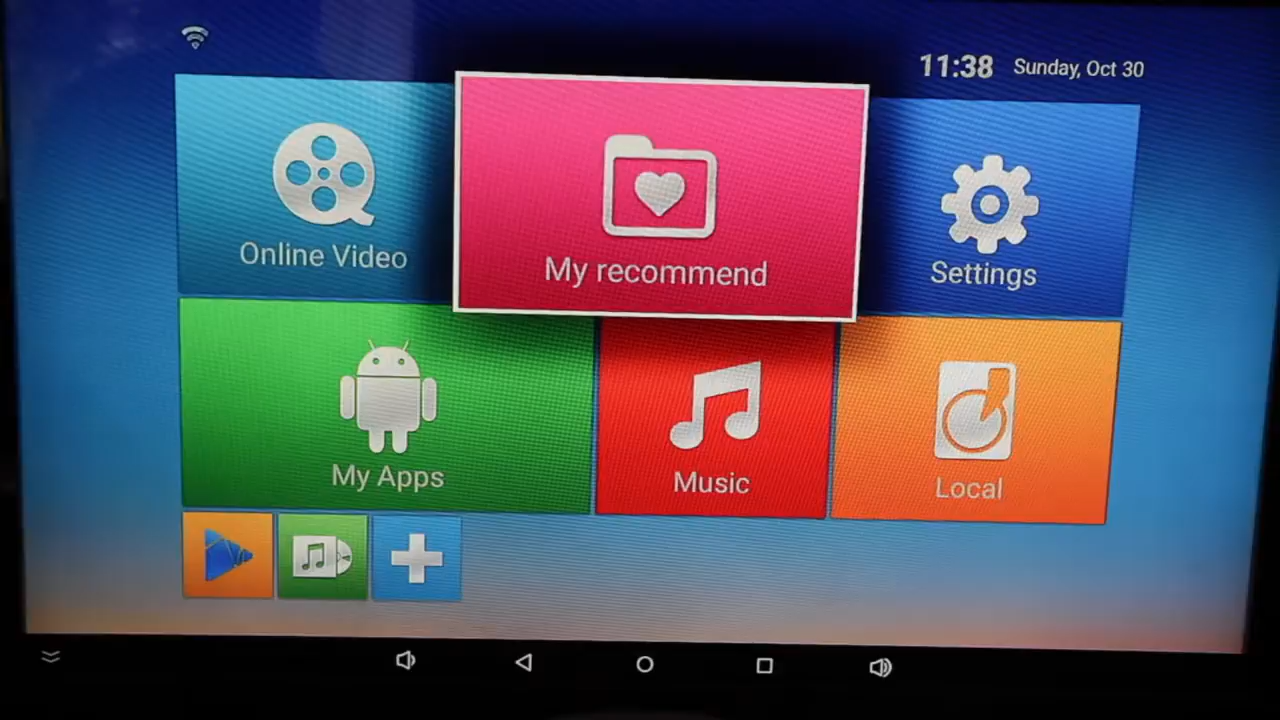 11:38 Sunday, Oct 30
Online Video
My recommend
Settings
My Apps
Music
Local